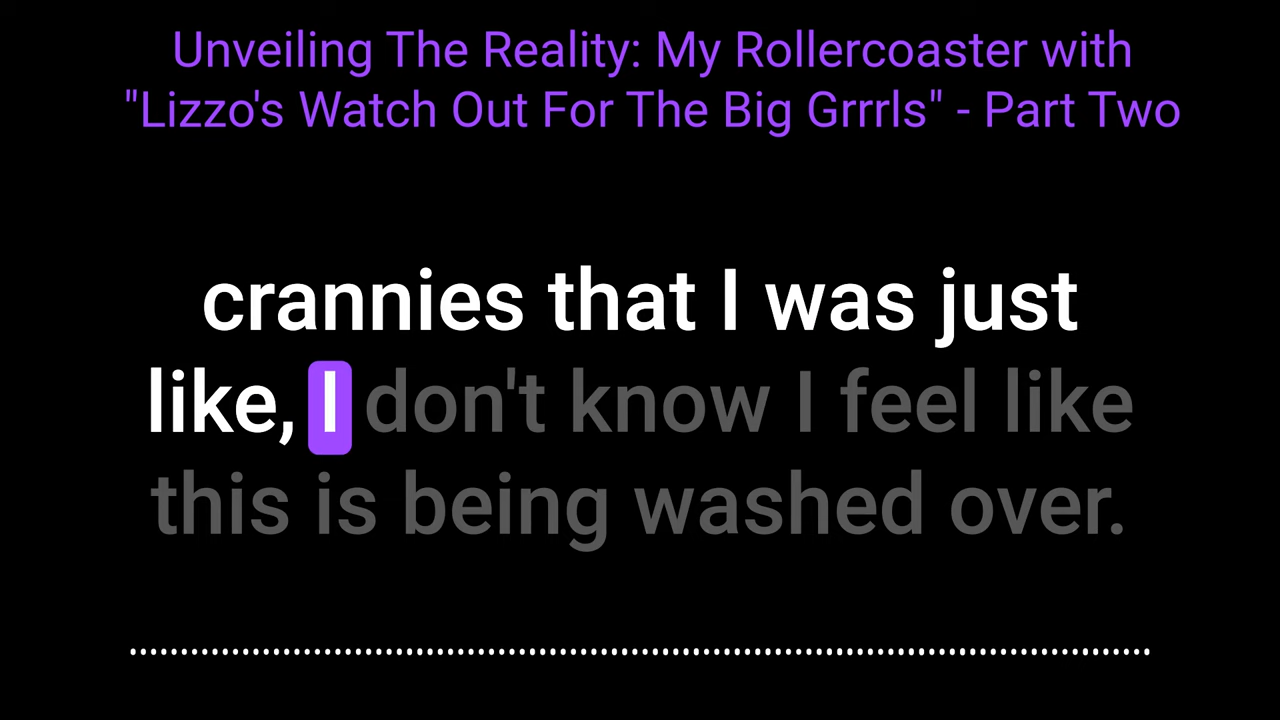 Unveiling The Reality: My Rollercoaster with
"Lizzo's Watch Out For The Big Grrrls" - Part Two
crannies that I was just
like, I don't know I feel like
this is being washed over.